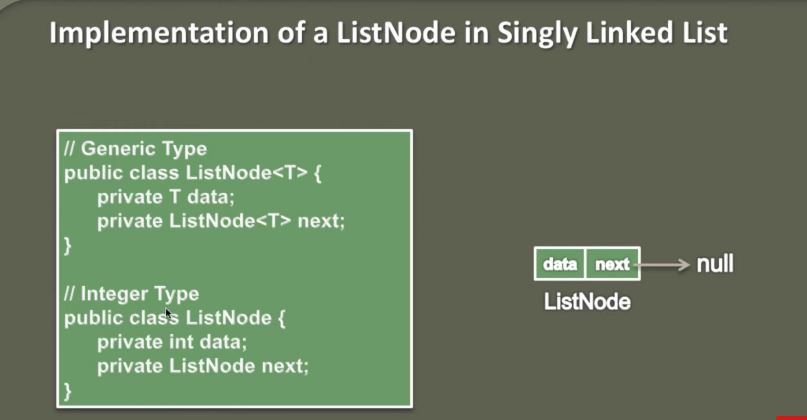 Implementation of a ListNode in Singly Linked List
// Generic Type
public class ListNode<T> {
private T data;
private ListNode<T> next;
}
// Integer Type
public class ListNode {
private int data;
private ListNode next;
}
data next null
ListNode